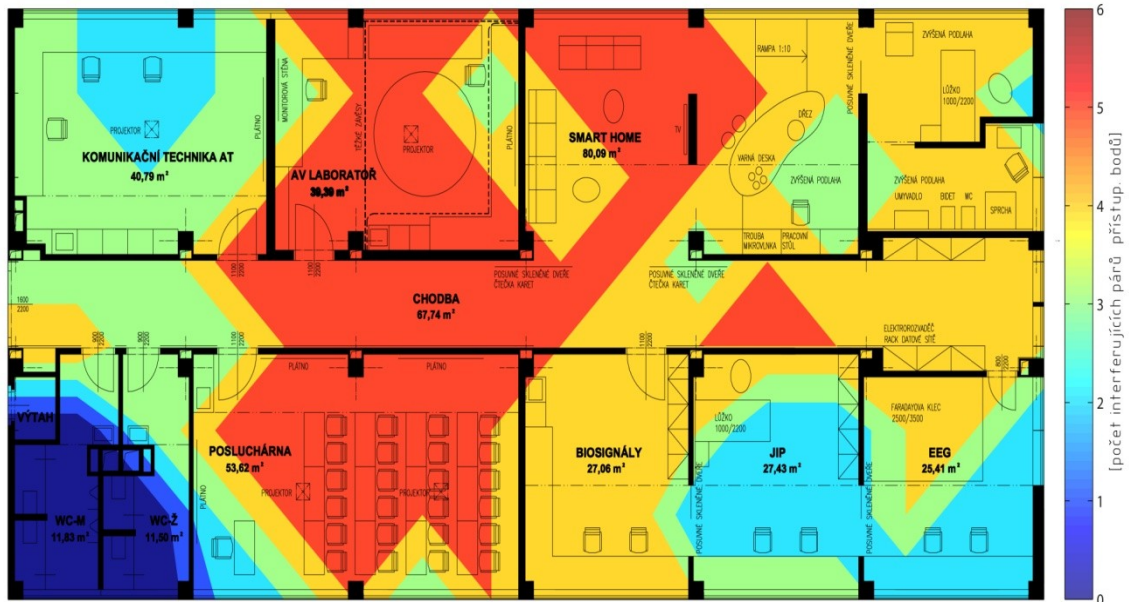 KOMUNIKAČNÍ TECHNIKA AT
40,79 m²
PROJEKTOR
PLÁTNO
MONITOROVÁ STĚNA
TĚŽKÉ ZÁVĚSY
AV LABORATOŘ
39,39 m²
PROJEKTOR
PLÁTNO
SMART HOME
80,09 m²
TV
RAMPA 1:10
DŘEZ
VARNÁ DESKA
ZVÝŠENÁ PODLAHA
TROUBA
MIKROVLNKA
PRACOVNÍ
STŮL
POSUVNÉ SKLENĚNÉ DVEŘE
ZVÝŠENÁ PODLAHA
LŮŽKO
1000/2200
ZVÝŠENÁ PODLAHA
UMYVADLO
BIDET
WC
SPRCHA
1100
2200
1100
2200
POSUVNÉ SKLENĚNÉ DVEŘE
ČTEČKA KARET
POSUVNÉ SKLENĚNÉ DVEŘE
ČTEČKA KARET
CHODBA
67,74 m²
1600
2200
900
2200
900
2200
1100
2200
1100
2200
ELEKTROROZVADĚČ
RACK DATOVÉ SÍTĚ
800
2200
VÝTAH
WC-M
11,83 m²
WC-Ž
11,50 m²
PLÁTNO
PLÁTNO
PLÁTNO
POSLUCHÁRNA
53,62 m²
PROJEKTOR
PROJEKTOR
BIOSIGNÁLY
27,06 m²
POSUVNÉ SKLENĚNÉ DVEŘE
LŮŽKO
1000/2200
JIP
27,43 m²
POSUVNÉ SKLENĚNÉ DVEŘE
FARADAYOVA KLEC
2500/3500
EEG
25,41 m²
6
5
4
3
2
1
0
[počet interferujících párů přístup. bodů]